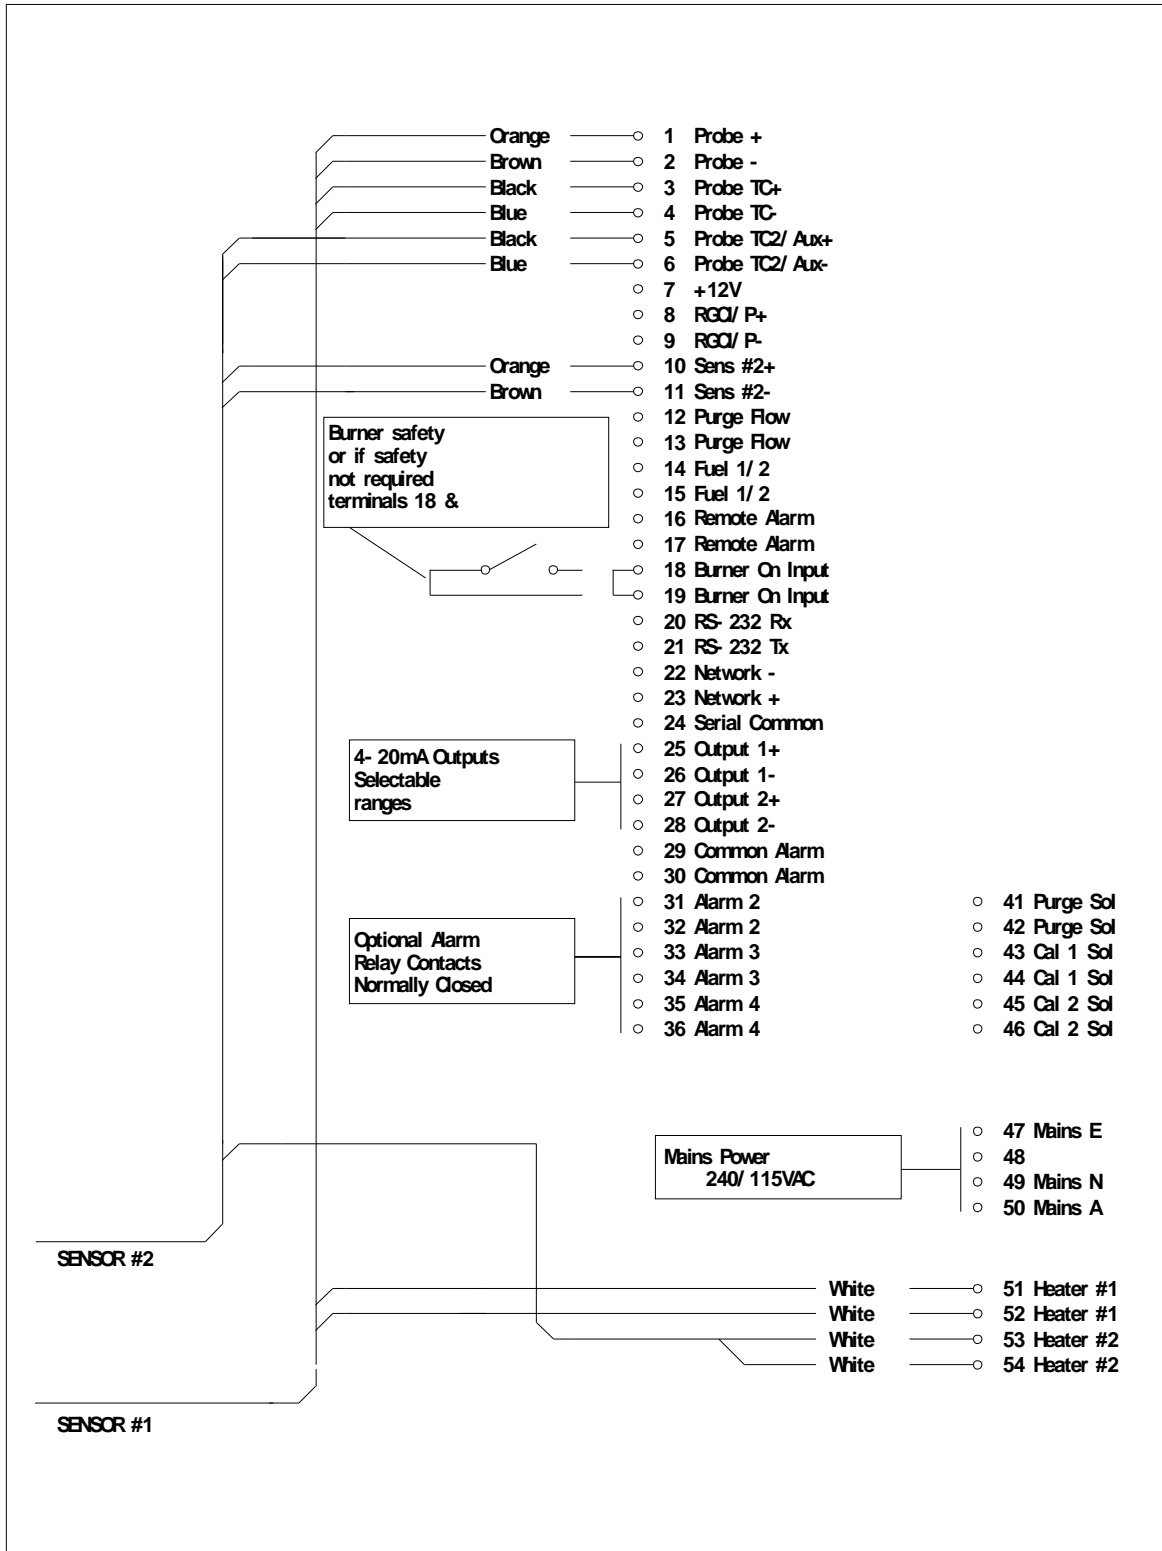 Orange 1 Probe +
Brown 2 Probe -
Black 3 Probe TC+
Blue 4 Probe TC-
Black 5 Probe TC2/ Aux+
Blue 6 Probe TC2/ Aux-
7 +12V
8 RGCI/ P+
9 RGCI/ P-
Orange 10 Sens #2+
Brown 11 Sens #2-
12 Purge Flow
13 Purge Flow
14 Fuel 1/ 2
15 Fuel 1/ 2
16 Remote Alarm
17 Remote Alarm
18 Burner On Input
19 Burner On Input
20 RS- 232 Rx
21 RS- 232 Tx
22 Network -
23 Network +
24 Serial Common
25 Output 1+
26 Output 1-
27 Output 2+
28 Output 2-
29 Common Alarm
30 Common Alarm
31 Alarm 2
32 Alarm 2
33 Alarm 3
34 Alarm 3
35 Alarm 4
36 Alarm 4
Burner safety
or if safety
not required
terminals 18 &
4- 20mA Outputs
Selectable
ranges
Optional Alarm
Relay Contacts
Normally Closed
41 Purge Sol
42 Purge Sol
43 Cal 1 Sol
44 Cal 1 Sol
45 Cal 2 Sol
46 Cal 2 Sol
Mains Power
240/ 115VAC
47 Mains E
48
49 Mains N
50 Mains A
SENSOR #2
White 51 Heater #1
White 52 Heater #1
White 53 Heater #2
White 54 Heater #2
SENSOR #1